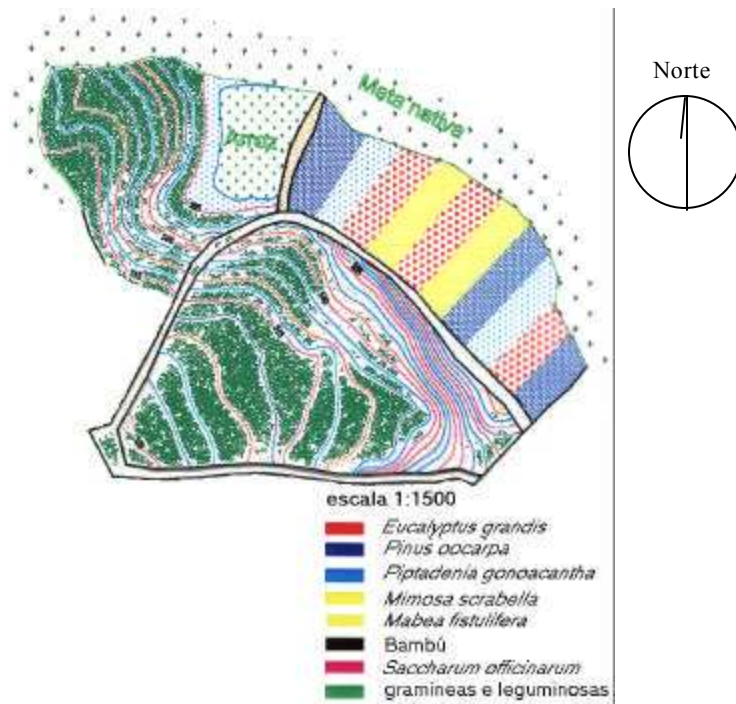 Mata nativa
Norte
escala 1:1500
Eucalyptus grandis
Pinus oocarpa
Piptadenia gonoacantha
Mimosa scrabella
Mabea fistulifera
Bambú
Saccharum officinarum
gramineas e leguminosas